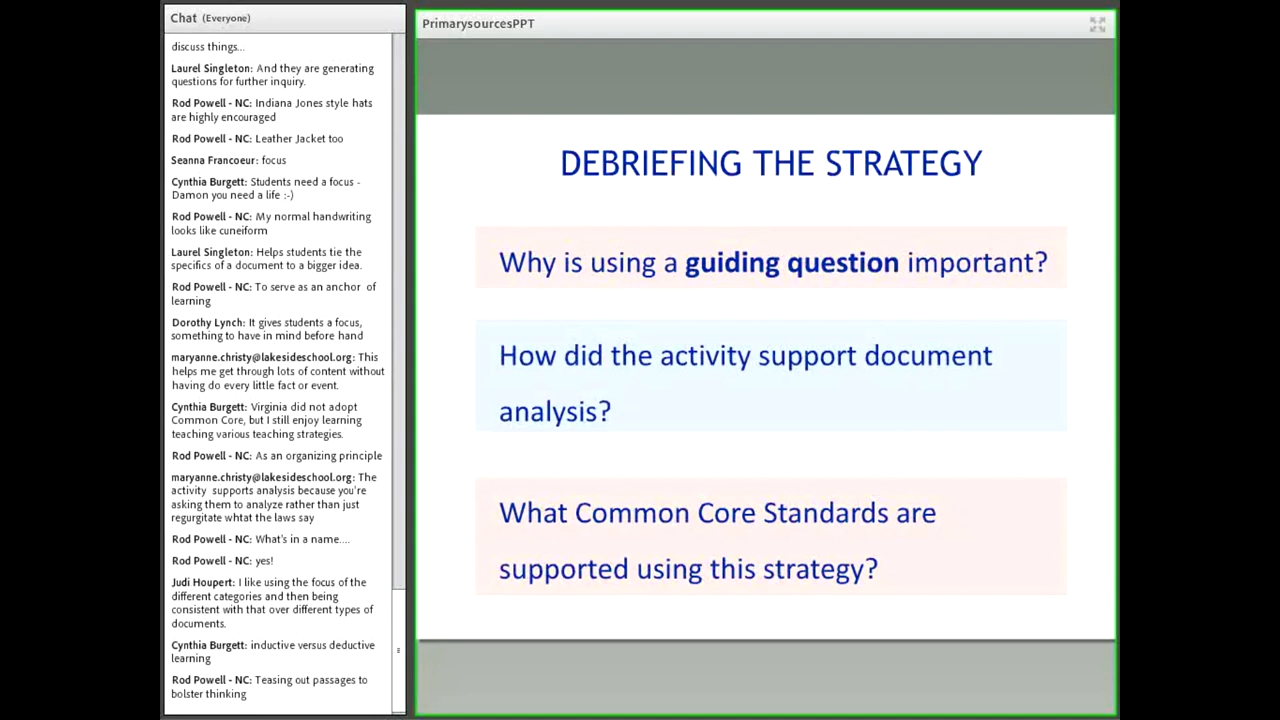 Chat (Everyone)
discuss things...
Laurel Singleton: And they are generating
questions for further inquiry.
Rod Powell - NC: Indiana Jones style hats
are highly encouraged
Rod Powell - NC: Leather Jacket too
Seanna Francoeur: focus
Cynthia Burgett: Students need a focus -
Damon you need a life :-)
Rod Powell - NC: My normal handwriting
looks like cuneiform
Laurel Singleton: Helps students tie the
specifics of a document to a bigger idea.
Rod Powell - NC: To serve as an anchor of
learning
Dorothy Lynch: It gives students a focus,
something to have in mind before hand
maryanne.christy@lakesideschool.org: This
helps me get through lots of content without
having do every little fact or event.
Cynthia Burgett: Virginia did not adopt
Common Core, but I still enjoy learning
teaching various teaching strategies.
Rod Powell - NC: As an organizing principle
maryanne.christy@lakesideschool.org: The
activity supports analysis because you're
asking them to analyze rather than just
regurgitate whtat the laws say
Rod Powell - NC: What's in a name....
Rod Powell - NC: yes!
Judi Houpert: I like using the focus of the
different categories and then being
consistent with that over different types of
documents.
Cynthia Burgett: inductive versus deductive
learning
Rod Powell - NC: Teasing out passages to
bolster thinking
PrimarysourcesPPT
DEBRIEFING THE STRATEGY
Why is using a guiding question important?
How did the activity support document
analysis?
What Common Core Standards are
supported using this strategy?